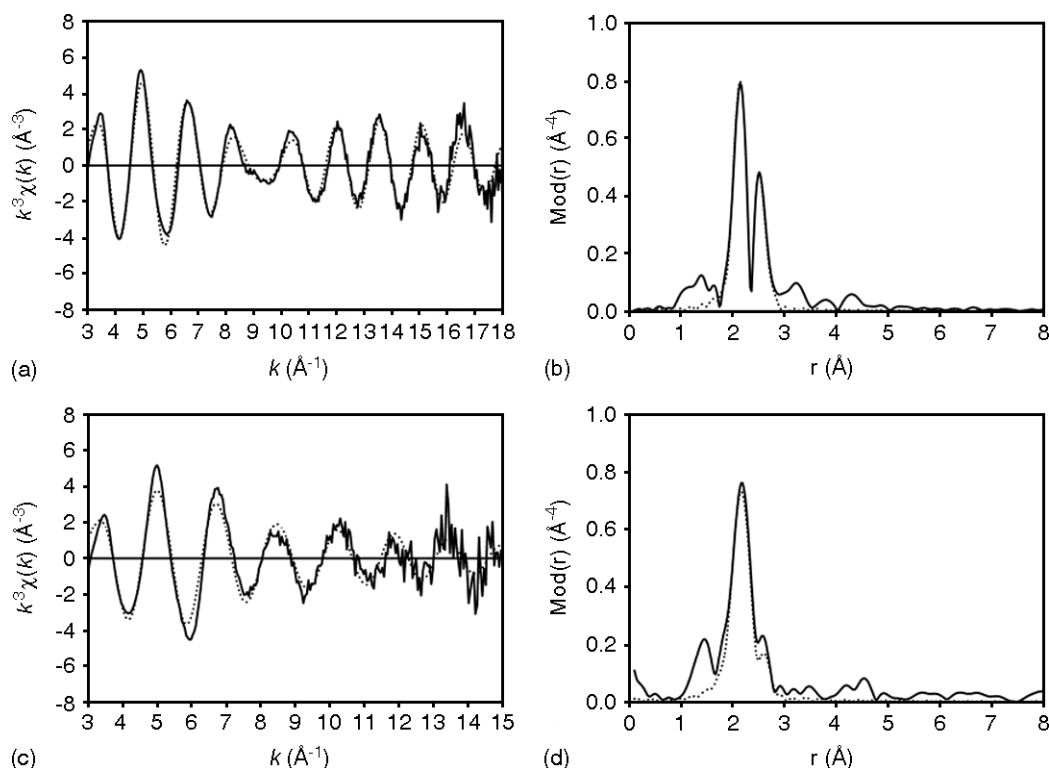 8
6
4
2
0
-2
-4
-6
-8
k³χ(k) (Å⁻³)
3 4 5 6 7 8 9 10 11 12 13 14 15 16 17 18
(a) k (Å⁻¹)
1.0
0.8
0.6
0.4
0.2
0.0
Mod(r) (Å⁻⁴)
0 1 2 3 4 5 6 7 8
(b) r (Å)
8
6
4
2
0
-2
-4
-6
-8
k³χ(k) (Å⁻³)
3 4 5 6 7 8 9 10 11 12 13 14 15
(c) k (Å⁻¹)
1.0
0.8
0.6
0.4
0.2
0.0
Mod(r) (Å⁻⁴)
0 1 2 3 4 5 6 7 8
(d) r (Å)